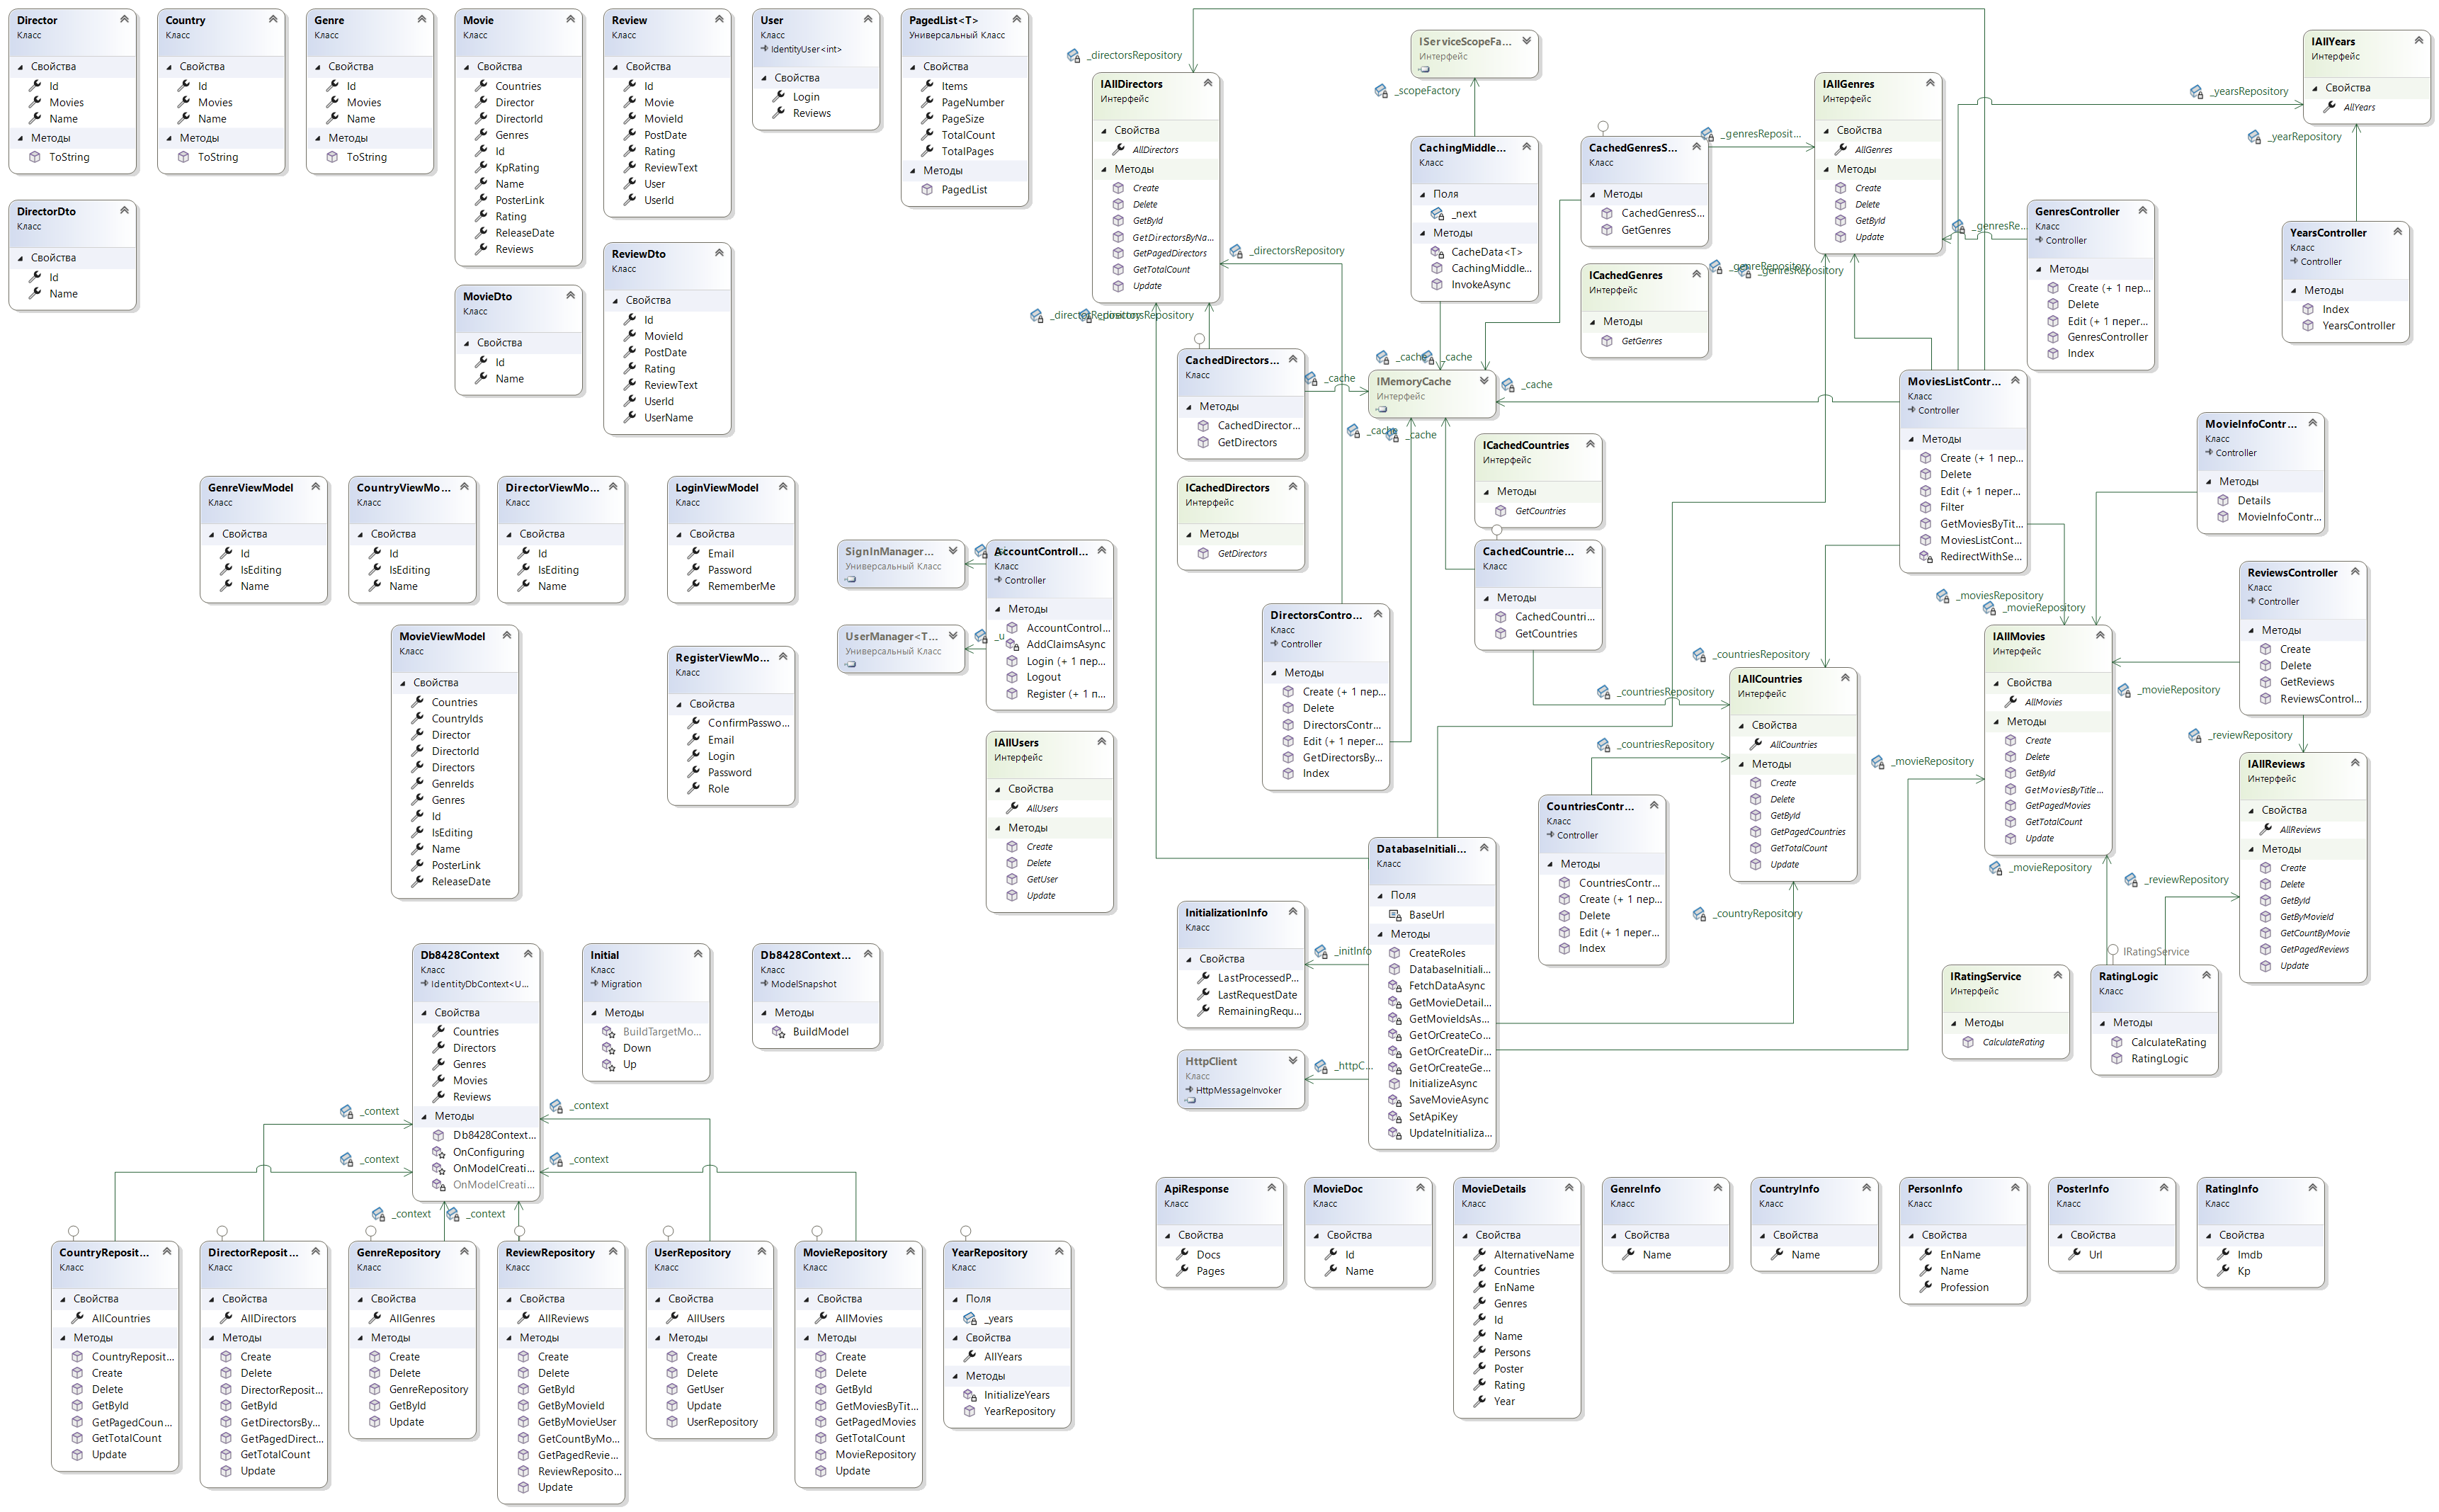 Director
Класс
Свойства
Id
Movies
Name
Методы
ToString
Country
Класс
Свойства
Id
Movies
Name
Методы
ToString
Genre
Класс
Свойства
Id
Movies
Name
Методы
ToString
Movie
Класс
Свойства
Countries
Director
DirectorId
Genres
Id
KpRating
Name
PosterLink
Rating
ReleaseDate
Reviews
Review
Класс
Свойства
Id
Movie
MovieId
PostDate
Rating
ReviewText
User
UserId
User
Класс
IdentityUser<int>
Свойства
Login
Reviews
PagedList<T>
Универсальный Класс
Свойства
Items
PageNumber
PageSize
TotalCount
TotalPages
Методы
PagedList
DirectorDto
Класс
Свойства
Id
Name
MovieDto
Класс
Свойства
Id
Name
ReviewDto
Класс
Свойства
Id
MovieId
PostDate
Rating
ReviewText
UserId
UserName
_directorsRepository
IAllDirectors
Интерфейс
Свойства
AllDirectors
Методы
Create
Delete
GetById
GetDirectorsByNa...
GetPagedDirectors
GetTotalCount
Update
_directorsRepository
IServiceScopeFa...
Интерфейс
_scopeFactory
CachingMiddle...
Класс
Поля
_next
Методы
CacheData<T>
CachingMiddle...
InvokeAsync
CachedGenresS...
Класс
Методы
CachedGenresS...
GetGenres
_genresReposit...
ICachedGenres
Интерфейс
Методы
GetGenres
IAllGenres
Интерфейс
Свойства
AllGenres
Методы
Create
Delete
GetById
Update
_genreRepository
_genresRepository
_genresRe...
GenresController
Класс
Controller
Методы
Create (+ 1 пер...
Delete
Edit (+ 1 перег...
GenresController
Index
_yearsRepository
IAllYears
Интерфейс
Свойства
AllYears
_yearRepository
YearsController
Класс
Controller
Методы
Index
YearsController
_directorsRepository
CachedDirectors...
Класс
Методы
CachedDirector...
GetDirectors
_cache
_cache
_cache
_cache
IMemoryCache
Интерфейс
_cache
_cache
ICachedDirectors
Интерфейс
Методы
GetDirectors
ICachedCountries
Интерфейс
Методы
GetCountries
CachedCountrie...
Класс
Методы
CachedCountri...
GetCountries
MoviesListContr...
Класс
Controller
Методы
Create (+ 1 пер...
Delete
Edit (+ 1 перег...
Filter
GetMoviesByTit...
MoviesListCont...
RedirectWithSe...
MovieInfoContr...
Класс
Controller
Методы
Details
MovieInfoContr...
GenreViewModel
Класс
Свойства
Id
IsEditing
Name
CountryViewMo...
Класс
Свойства
Id
IsEditing
Name
DirectorViewMo...
Класс
Свойства
Id
IsEditing
Name
LoginViewModel
Класс
Свойства
Email
Password
RememberMe
MovieViewModel
Класс
Свойства
Countries
CountryIds
Director
DirectorId
Directors
GenreIds
Genres
Id
IsEditing
Name
PosterLink
ReleaseDate
RegisterViewMo...
Класс
Свойства
ConfirmPasswo...
Email
Login
Password
Role
SignInManager...
Универсальный Класс
UserManager<T...
Универсальный Класс
_u
AccountControll...
Класс
Controller
Методы
AccountControl...
AddClaimsAsync
Login (+ 1 пер...
Logout
Register (+ 1 п...
IAllUsers
Интерфейс
Свойства
AllUsers
Методы
Create
Delete
GetUser
Update
DirectorsContro...
Класс
Controller
Методы
Create (+ 1 пер...
Delete
DirectorsContr...
Edit (+ 1 перег...
GetDirectorsBy...
Index
_countriesRepository
_countriesRepository
_countriesRepository
IAllCountries
Интерфейс
Свойства
AllCountries
Методы
Create
Delete
GetById
GetPagedCountries
GetTotalCount
Update
_countryRepository
CountriesContr...
Класс
Controller
Методы
CountriesContr...
Create (+ 1 пер...
Delete
Edit (+ 1 перег...
Index
_moviesRepository
_movieRepository
IAllMovies
Интерфейс
Свойства
AllMovies
Методы
Create
Delete
GetById
GetMoviesByTitle...
GetPagedMovies
GetTotalCount
Update
_movieRepository
_movieRepository
_movieRepository
ReviewsController
Класс
Controller
Методы
Create
Delete
GetReviews
ReviewsControl...
_reviewRepository
IAllReviews
Интерфейс
Свойства
AllReviews
Методы
Create
Delete
GetById
GetByMovieId
GetCountByMovie
GetPagedReviews
Update
_reviewRepository
IRatingService
IRatingService
Интерфейс
Методы
CalculateRating
RatingLogic
Класс
Методы
CalculateRating
RatingLogic
DatabaseInitiali...
Класс
Поля
BaseUrl
Методы
CreateRoles
DatabaseInitiali...
FetchDataAsync
GetMovieDetail...
GetMovieIdsAs...
GetOrCreateCo...
GetOrCreateDir...
GetOrCreateGe...
InitializeAsync
SaveMovieAsync
SetApiKey
UpdateInitializa...
InitializationInfo
Класс
Свойства
LastProcessedP...
LastRequestDate
RemainingRequ...
_initInfo
HttpClient
Класс
HttpMessageInvoker
_httpC...
Db8428Context
Класс
IdentityDbContext<U...
Свойства
Countries
Directors
Genres
Movies
Reviews
Методы
Db8428Context...
OnConfiguring
OnModelCreati...
OnModelCreati...
Initial
Класс
Migration
Методы
BuildTargetMo...
Down
Up
Db8428Context...
Класс
ModelSnapshot
Методы
BuildModel
_context
_context
_context
_context
_context
_context
CountryReposit...
Класс
Свойства
AllCountries
Методы
CountryReposit...
Create
Delete
GetById
GetPagedCoun...
GetTotalCount
Update
DirectorReposit...
Класс
Свойства
AllDirectors
Методы
Create
Delete
DirectorReposit...
GetById
GetDirectorsBy...
GetPagedDirect...
GetTotalCount
Update
GenreRepository
Класс
Свойства
AllGenres
Методы
Create
Delete
GenreRepository
GetById
Update
ReviewRepository
Класс
Свойства
AllReviews
Методы
Create
Delete
GetById
GetByMovieId
GetByMovieUser
GetCountByMo...
GetPagedRevie...
ReviewReposito...
Update
UserRepository
Класс
Свойства
AllUsers
Методы
Create
Delete
GetUser
Update
UserRepository
MovieRepository
Класс
Свойства
AllMovies
Методы
Create
Delete
GetById
GetMoviesByTit...
GetPagedMovies
GetTotalCount
MovieRepository
Update
YearRepository
Класс
Поля
_years
Свойства
AllYears
Методы
InitializeYears
YearRepository
ApiResponse
Класс
Свойства
Docs
Pages
MovieDoc
Класс
Свойства
Id
Name
MovieDetails
Класс
Свойства
AlternativeName
Countries
EnName
Genres
Id
Name
Persons
Poster
Rating
Year
GenreInfo
Класс
Свойства
Name
CountryInfo
Класс
Свойства
Name
PersonInfo
Класс
Свойства
EnName
Name
Profession
PosterInfo
Класс
Свойства
Url
RatingInfo
Класс
Свойства
Imdb
Kp